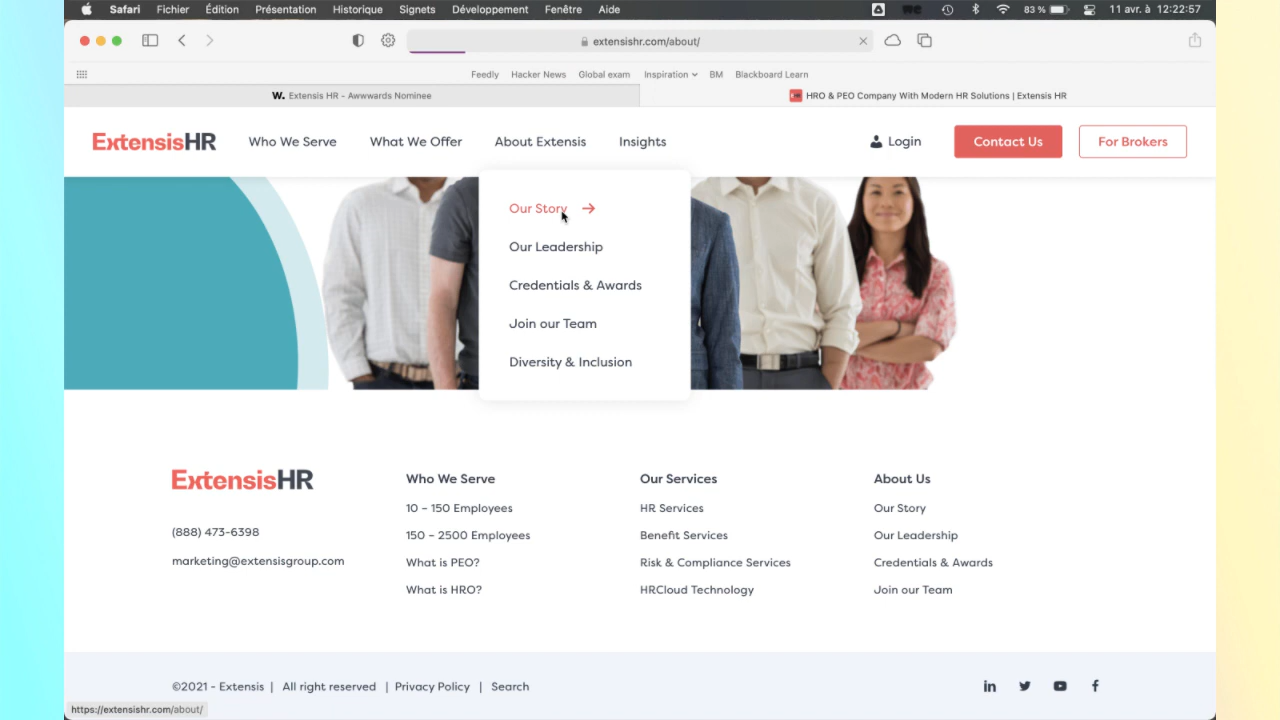 Safari Fichier Édition Présentation Historique Signets Développement Fenêtre Aide 83 % 11 avr. à 12:22:57
extensishr.com/about/
Feedly Hacker News Global exam Inspiration BM Blackboard Learn
W. Extensis HR - Awwwards Nominee
HRO & PEO Company With Modern HR Solutions | Extensis HR
ExtensisHR Who We Serve What We Offer About Extensis Insights Login Contact Us For Brokers
Our Story
Our Leadership
Credentials & Awards
Join our Team
Diversity & Inclusion
ExtensisHR
(888) 473-6398
marketing@extensisgroup.com
Who We Serve
10 – 150 Employees
150 – 2500 Employees
What is PEO?
What is HRO?
Our Services
HR Services
Benefit Services
Risk & Compliance Services
HRCloud Technology
About Us
Our Story
Our Leadership
Credentials & Awards
Join our Team
©2021 - Extensis | All right reserved | Privacy Policy | Search
https://extensishr.com/about/